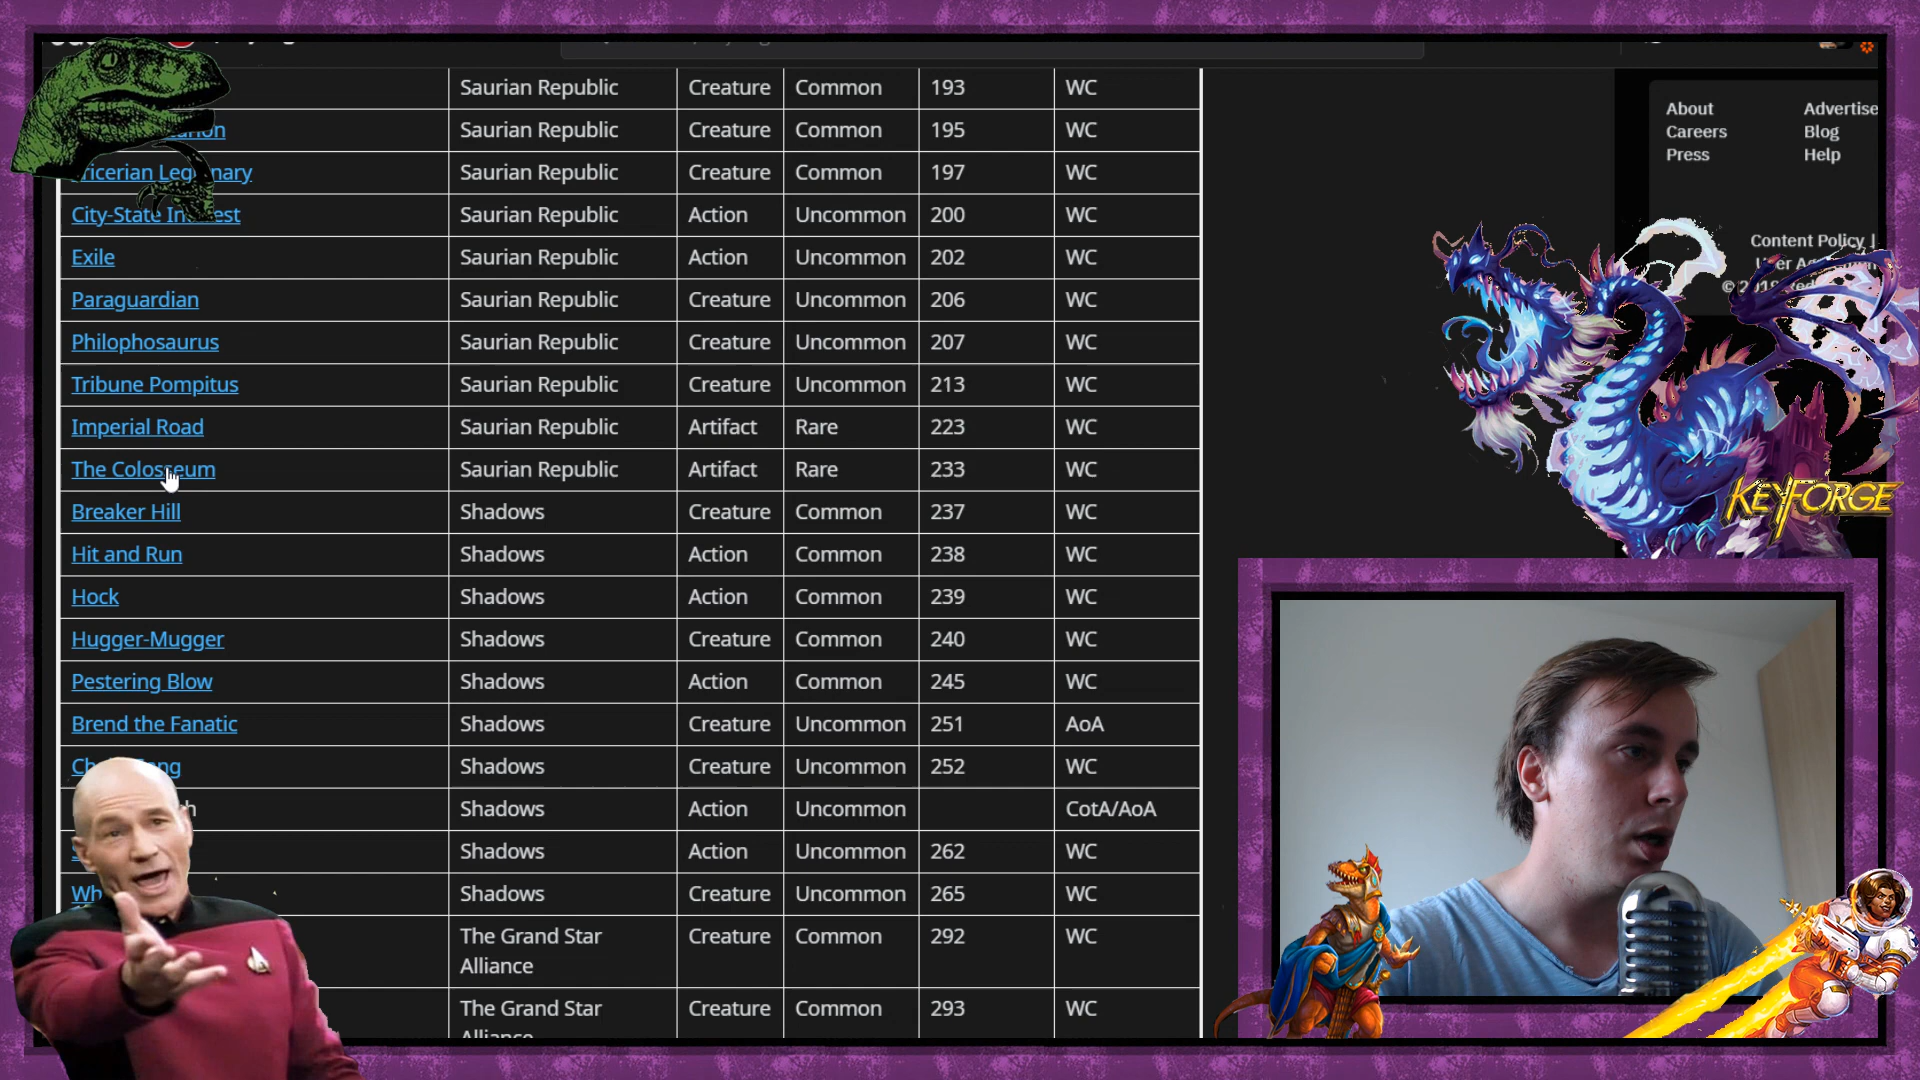 Saurian Republic Creature Common 193 WC
Saurian Republic Creature Common 195 WC
Saurian Republic Creature Common 197 WC
City-State Saurian Republic Action Uncommon 200 WC
Exile Saurian Republic Action Uncommon 202 WC
Paraguardian Saurian Republic Creature Uncommon 206 WC
Philophosaurus Saurian Republic Creature Uncommon 207 WC
Tribune Pompitus Saurian Republic Creature Uncommon 213 WC
Imperial Road Saurian Republic Artifact Rare 223 WC
The Colosseum Saurian Republic Artifact Rare 233 WC
Breaker Hill Shadows Creature Common 237 WC
Hit and Run Shadows Action Common 238 WC
Hock Shadows Action Common 239 WC
Hugger-Mugger Shadows Creature Common 240 WC
Pestering Blow Shadows Action Common 245 WC
Brend the Fanatic Shadows Creature Uncommon 251 AoA
Shadows Creature Uncommon 252 WC
Shadows Action Uncommon CotA/AoA
Shadows Action Uncommon 262 WC
Shadows Creature Uncommon 265 WC
The Grand Star Creature Common 292 WC
Alliance
The Grand Star Creature Common 293 WC
Alliance
About Advertise
Careers Blog
Press Help
Content Policy |
KEYFORGE